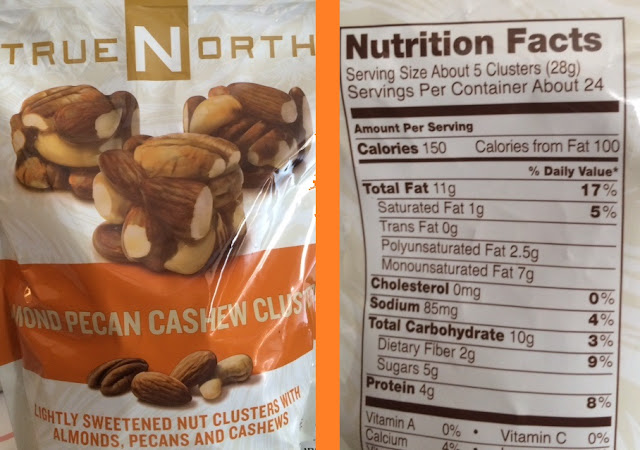 TRUE NORTH
MOND PECAN CASHEW CLUST
LIGHTLY SWEETENED NUT CLUSTERS WITH
ALMONDS, PECANS AND CASHEWS
Nutrition Facts
Serving Size About 5 Clusters (28g)
Servings Per Container About 24
Amount Per Serving
Calories 150 Calories from Fat 100
% Daily Value*
Total Fat 11g 17%
Saturated Fat 1g 5%
Trans Fat 0g
Polyunsaturated Fat 2.5g
Monounsaturated Fat 7g
Cholesterol 0mg 0%
Sodium 85mg 4%
Total Carbohydrate 10g 3%
Dietary Fiber 2g 9%
Sugars 5g
Protein 4g 8%
Vitamin A 0% • Vitamin C 0%
Calcium 4%